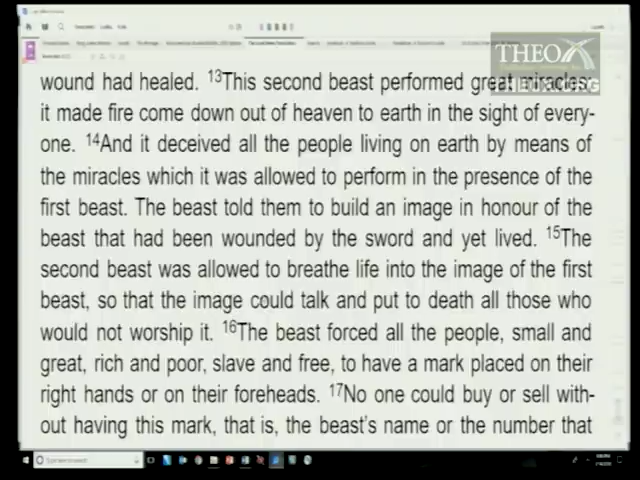 THEOX
wound had healed. 13This second beast performed great miracles;
it made fire come down out of heaven to earth in the sight of every-
one. 14And it deceived all the people living on earth by means of
the miracles which it was allowed to perform in the presence of the
first beast. The beast told them to build an image in honour of the
beast that had been wounded by the sword and yet lived. 15The
second beast was allowed to breathe life into the image of the first
beast, so that the image could talk and put to death all those who
would not worship it. 16The beast forced all the people, small and
great, rich and poor, slave and free, to have a mark placed on their
right hands or on their foreheads. 17No one could buy or sell with-
out having this mark, that is, the beast's name or the number that